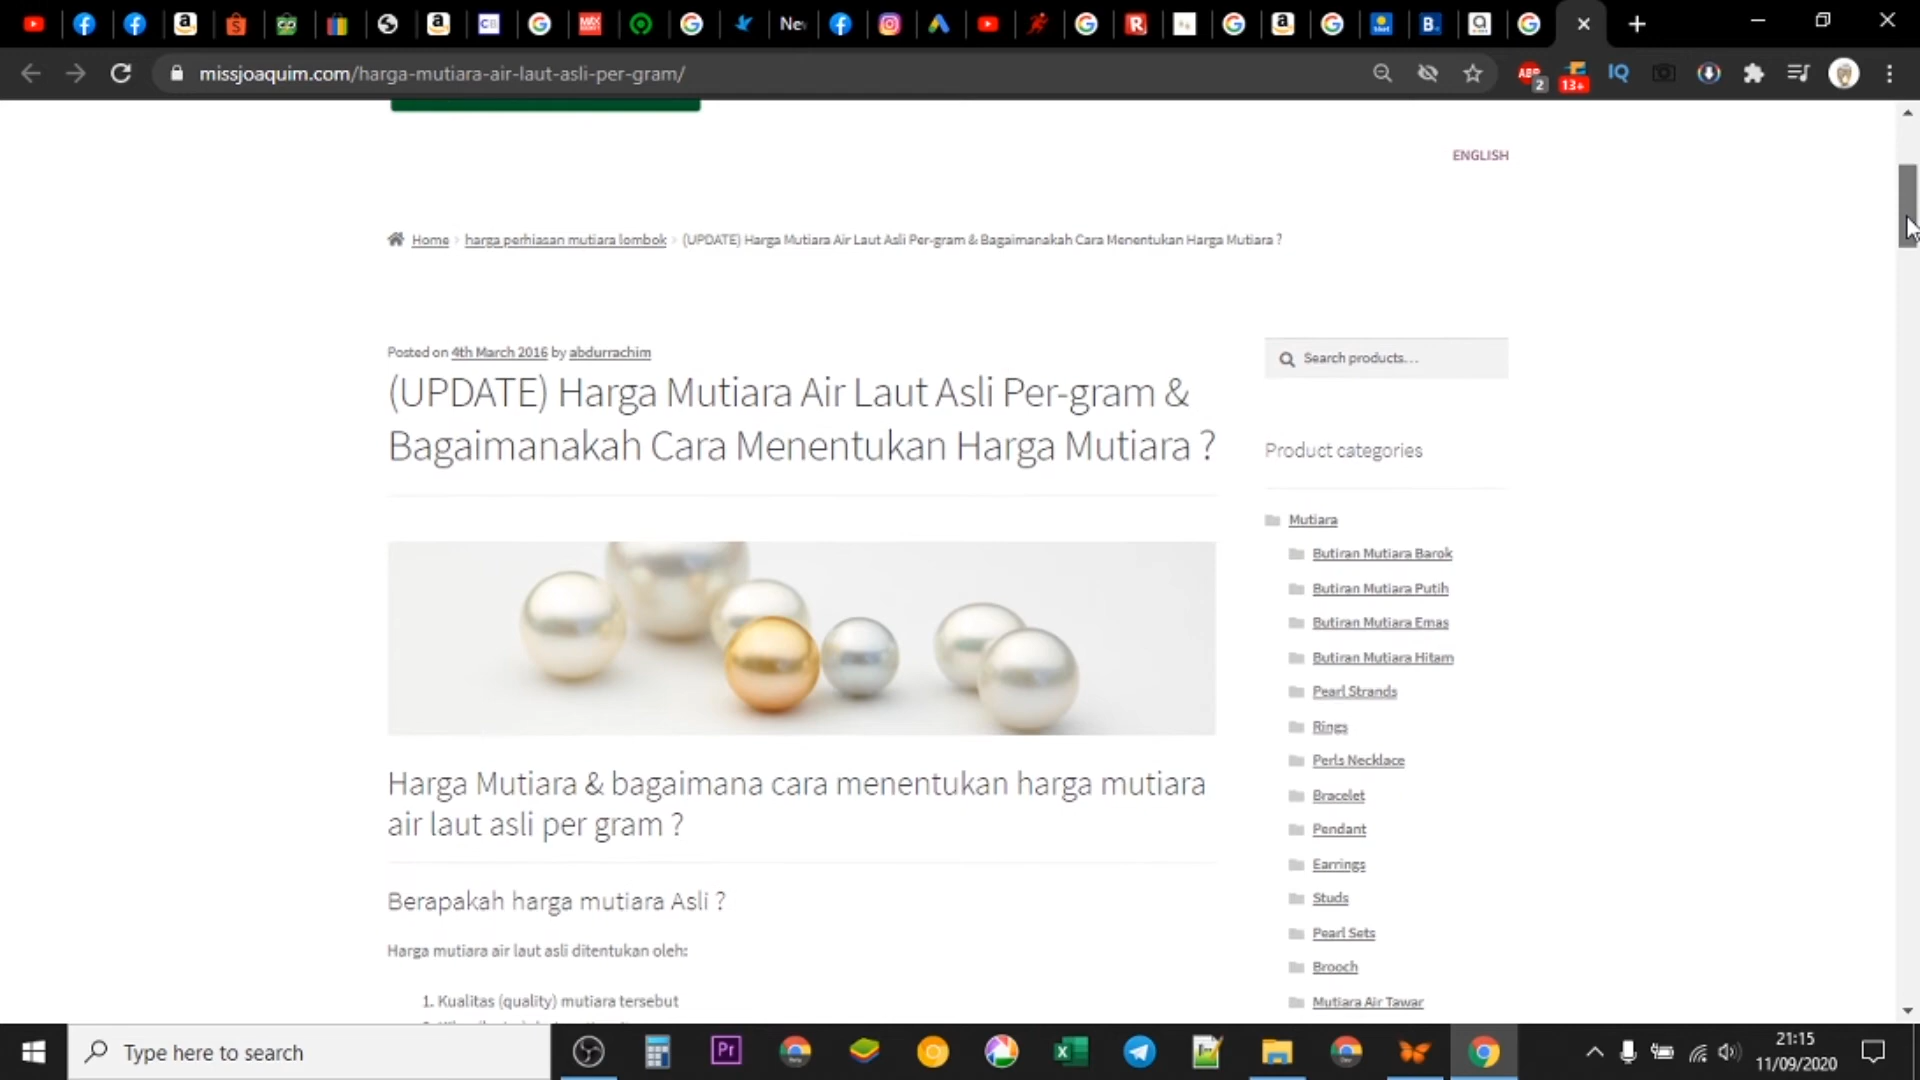 Ne
missjoaquim.com/harga-mutiara-air-laut-asli-per-gram/
ABP
2
13+
IQ
ENGLISH
Home › harga perhiasan mutiara lombok › (UPDATE) Harga Mutiara Air Laut Asli Per-gram & Bagaimanakah Cara Menentukan Harga Mutiara ?
Posted on 4th March 2016 by abdurrachim
(UPDATE) Harga Mutiara Air Laut Asli Per-gram &
Bagaimanakah Cara Menentukan Harga Mutiara ?
Harga Mutiara & bagaimana cara menentukan harga mutiara
air laut asli per gram ?
Berapakah harga mutiara Asli ?
Harga mutiara air laut asli ditentukan oleh:
1. Kualitas (quality) mutiara tersebut
Search products...
Product categories
Mutiara
Butiran Mutiara Barok
Butiran Mutiara Putih
Butiran Mutiara Emas
Butiran Mutiara Hitam
Pearl Strands
Rings
Perls Necklace
Bracelet
Pendant
Earrings
Studs
Pearl Sets
Brooch
Mutiara Air Tawar
Type here to search
Pr
21:15
11/09/2020